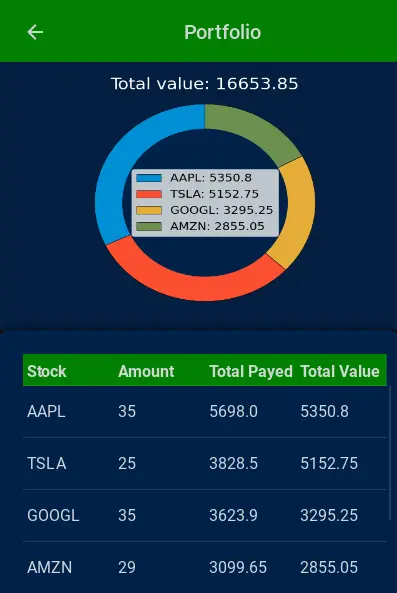 Portfolio
Total value: 16653.85
AAPL: 5350.8
TSLA: 5152.75
GOOGL: 3295.25
AMZN: 2855.05
Stock Amount Total Payed Total Value
AAPL 35 5698.0 5350.8
TSLA 25 3828.5 5152.75
GOOGL 35 3623.9 3295.25
AMZN 29 3099.65 2855.05